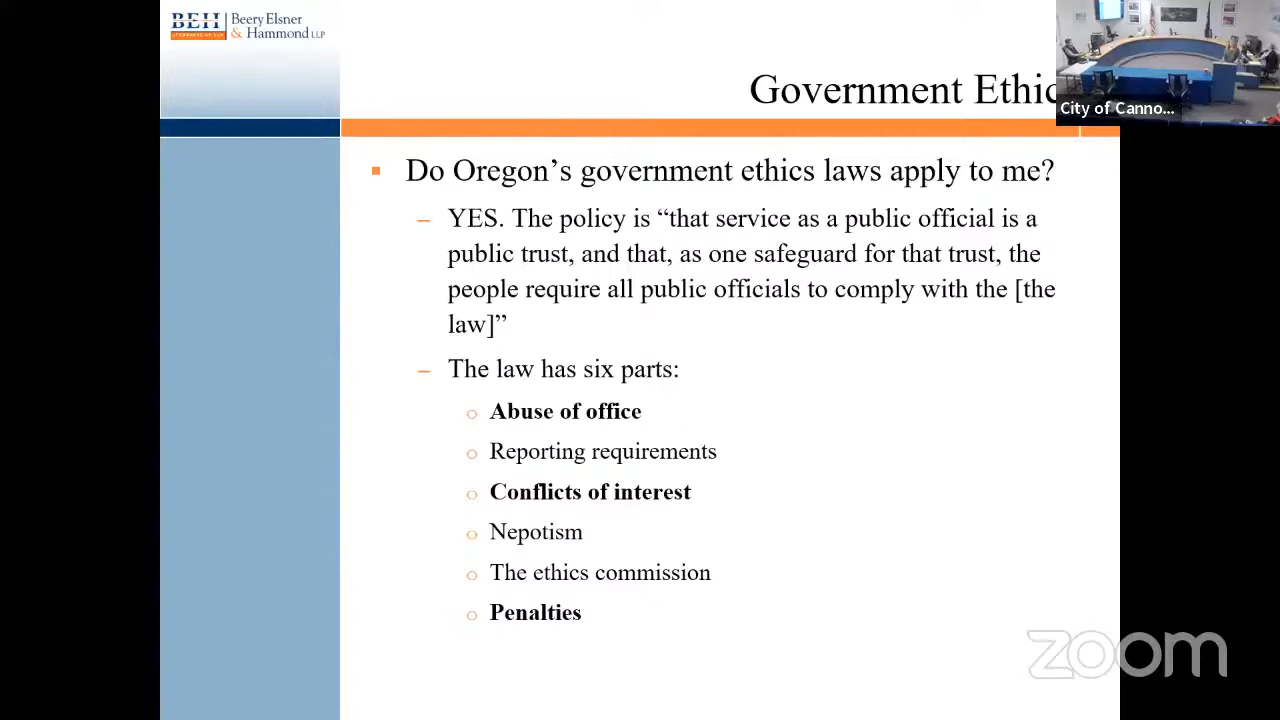 BEH
Beery Elsner
& Hammond LLP
Government Ethic
City of Canno...
Do Oregon’s government ethics laws apply to me?
– YES. The policy is “that service as a public official is a
public trust, and that, as one safeguard for that trust, the
people require all public officials to comply with the [the
law]”
– The law has six parts:
Abuse of office
Reporting requirements
Conflicts of interest
Nepotism
The ethics commission
Penalties
zoom